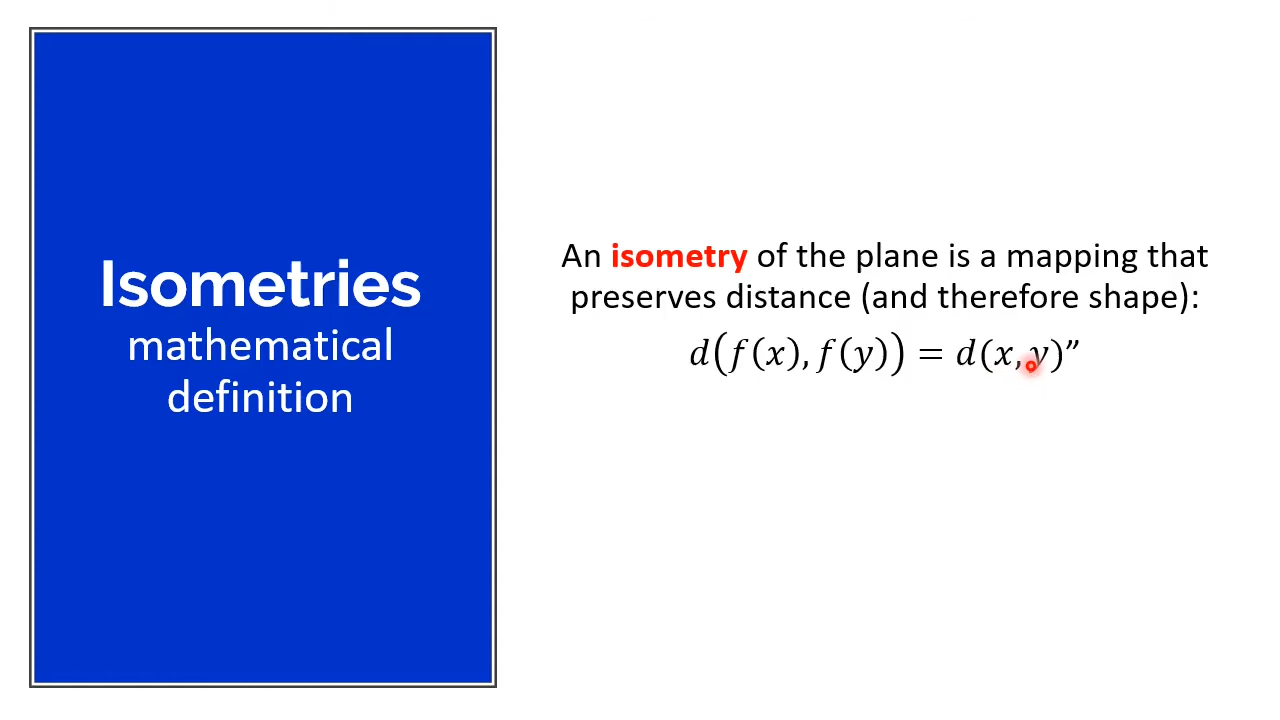 Isometries
mathematical
definition
An isometry of the plane is a mapping that
preserves distance (and therefore shape):
d(f(x), f(y)) = d(x, y)”